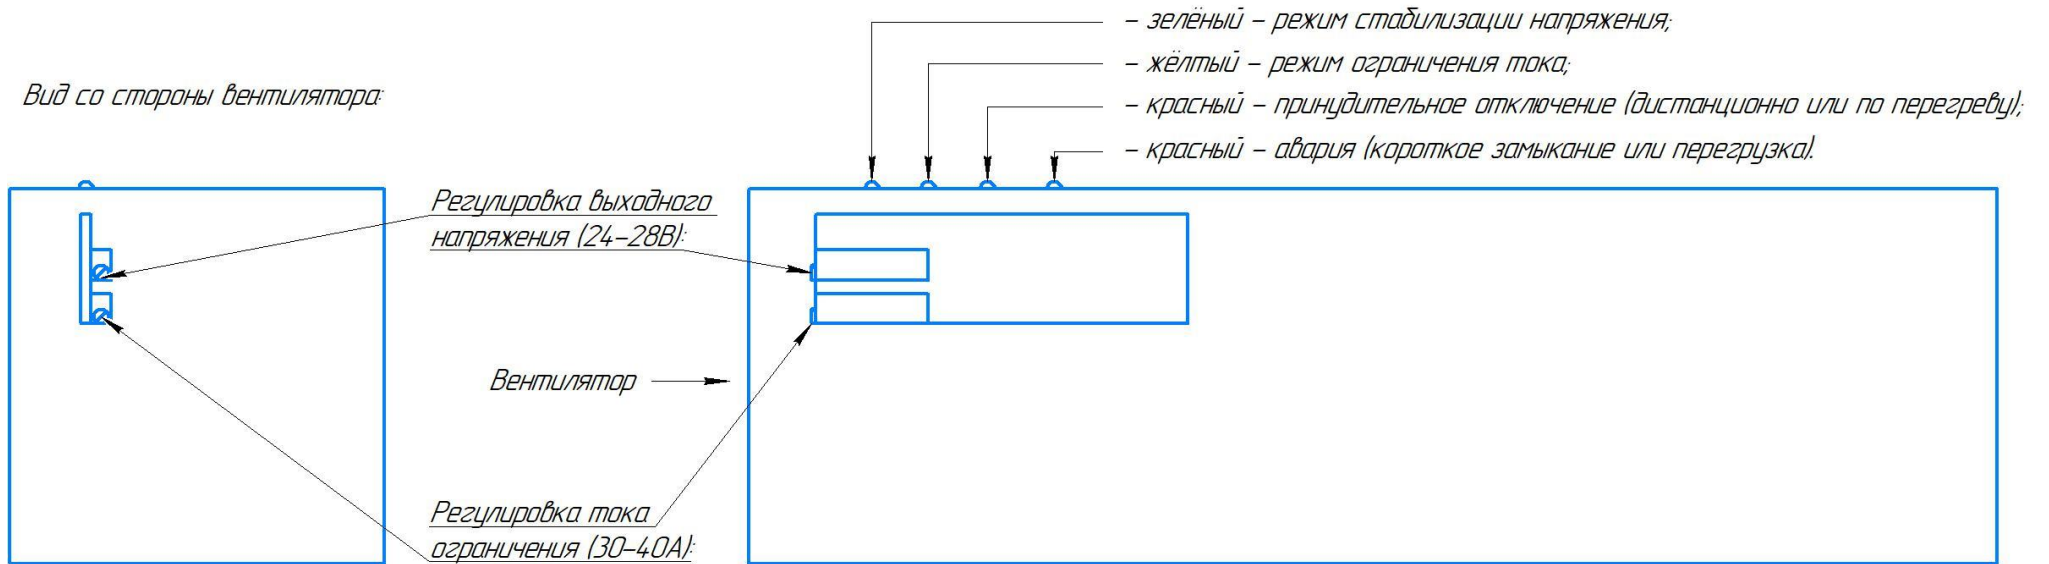 – зелёный – режим стабилизации напряжения;
– жёлтый – режим ограничения тока;
Вид со стороны вентилятора:
– красный – принудительное отключение (дистанционно или по перегреву);
– красный – авария (короткое замыкание или перегрузка).
Регулировка выходного
напряжения (24–28В):
Вентилятор
Регулировка тока
ограничения (30–40А):